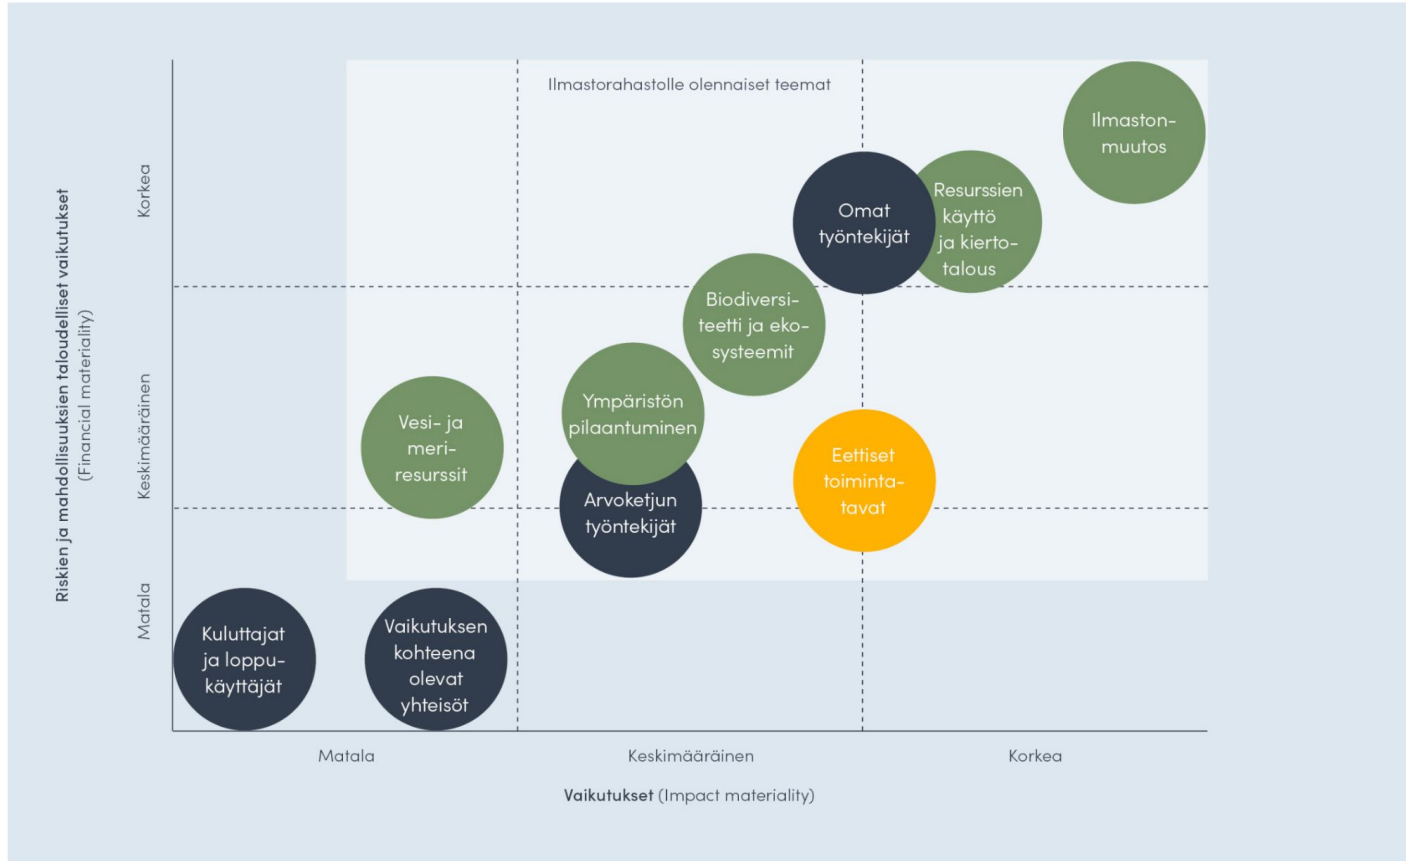 Ilmastorahastolle olennaiset teemat
Riskien ja mahdollisuuksien taloudelliset vaikutukset
(Financial materiality)
Korkea
Keskimääräinen
Matala
Ilmaston-
muutos
Omat
työntekijät
Resurssien
käyttö
ja kierto-
talous
Biodiversi-
teetti ja eko-
systeemit
Ympäristön
pilaantuminen
Vesi- ja
meri-
resurssit
Eettiset
toiminta-
tavat
Arvoketjun
työntekijät
Kuluttajat
ja loppu-
käyttäjät
Vaikutuksen
kohteena
olevat
yhteisöt
Matala
Keskimääräinen
Korkea
Vaikutukset (Impact materiality)